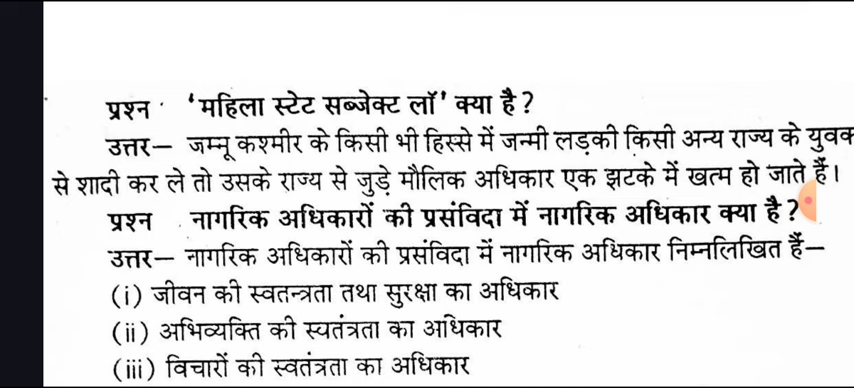 प्रश्न 'महिला स्टेट सब्जेक्ट लॉ' क्या है ?
उत्तर— जम्मू कश्मीर के किसी भी हिस्से में जन्मी लड़की किसी अन्य राज्य के युवक
से शादी कर ले तो उसके राज्य से जुड़े मौलिक अधिकार एक झटके में खत्म हो जाते हैं।
प्रश्न नागरिक अधिकारों की प्रसंविदा में नागरिक अधिकार क्या है ?
उत्तर— नागरिक अधिकारों की प्रसंविदा में नागरिक अधिकार निम्नलिखित हैं—
(i) जीवन की स्वतन्त्रता तथा सुरक्षा का अधिकार
(ii) अभिव्यक्ति की स्वतंत्रता का अधिकार
(iii) विचारों की स्वतंत्रता का अधिकार